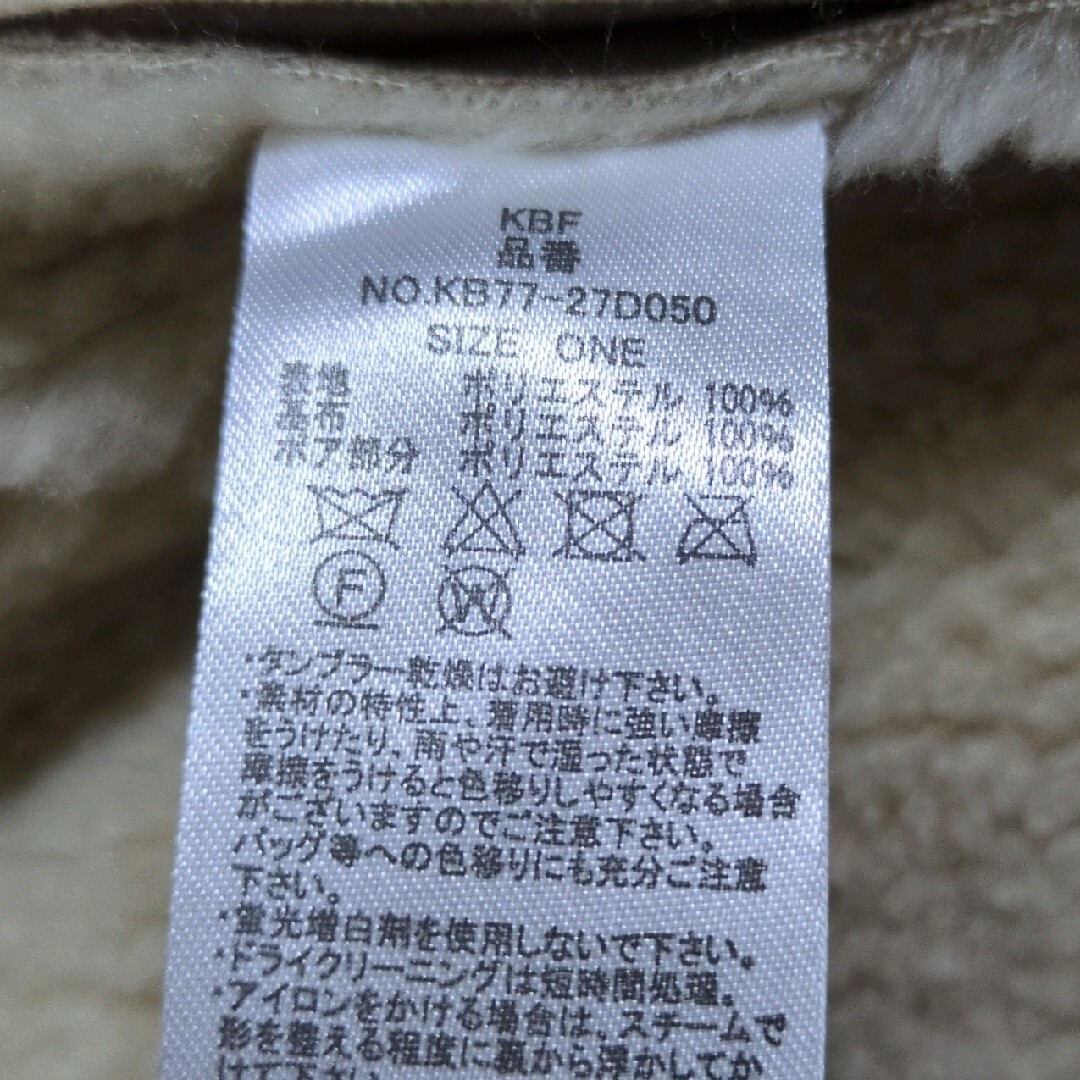 KBF
品番
NO.KB77-27D050
SIZE ONE
表地 ポリエステル 100%
基布 ポリエステル 100%
ボア部分 ポリエステル 100%
F
W
・タンブラー乾燥はお避け下さい。
・素材の特性上、着用時に強い摩擦
をうけたり、雨や汗で湿った状態で
摩擦をうけると色移りしやすくなる場合
がございますのでご注意下さい。
バッグ等への色移りにも充分ご注意
下さい。
・蛍光増白剤を使用しないで下さい。
・ドライクリーニングは短時間処理。
・アイロンをかける場合は、スチームで
形を整える程度に襟から浮かしてか
けて下さい